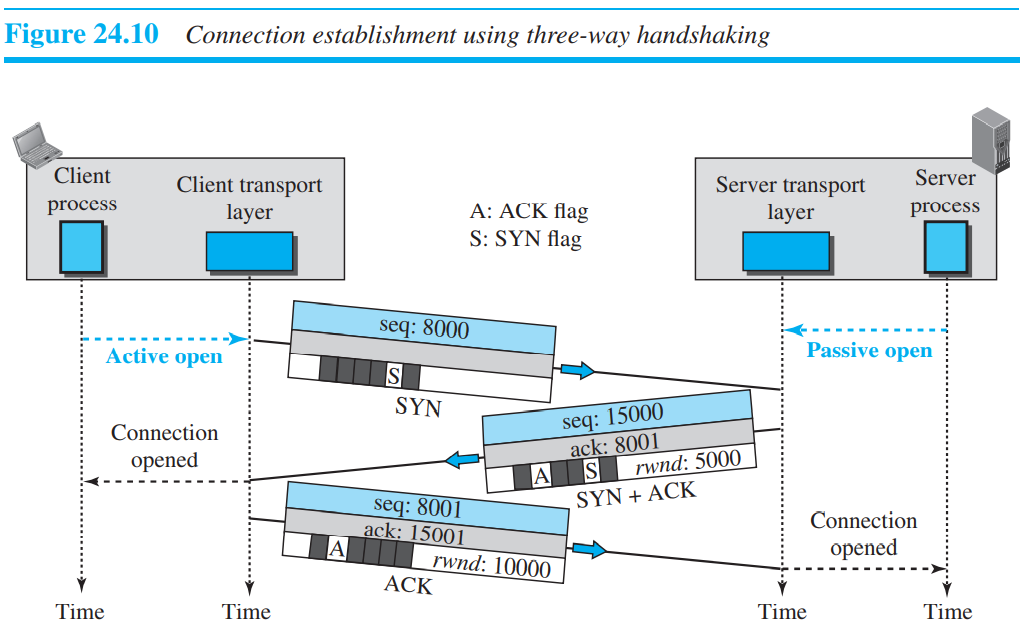 Figure 24.10 Connection establishment using three-way handshaking
Client
process
Client transport
layer
A: ACK flag
S: SYN flag
Server transport
layer
Server
process
Active open
seq: 8000
S
SYN
Passive open
seq: 15000
ack: 8001
A S rwnd: 5000
SYN + ACK
Connection
opened
seq: 8001
ack: 15001
A rwnd: 10000
ACK
Connection
opened
Time
Time
Time
Time